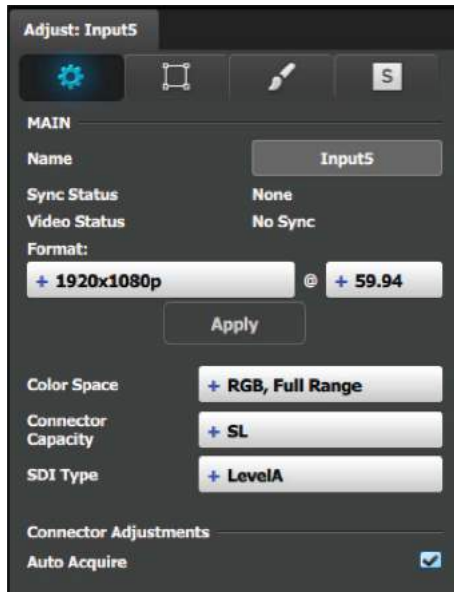 Adjust: Input5
S
MAIN
Name Input5
Sync Status None
Video Status No Sync
Format:
+ 1920x1080p @ + 59.94
Apply
Color Space + RGB, Full Range
Connector
Capacity + SL
SDI Type + LevelA
Connector Adjustments
Auto Acquire